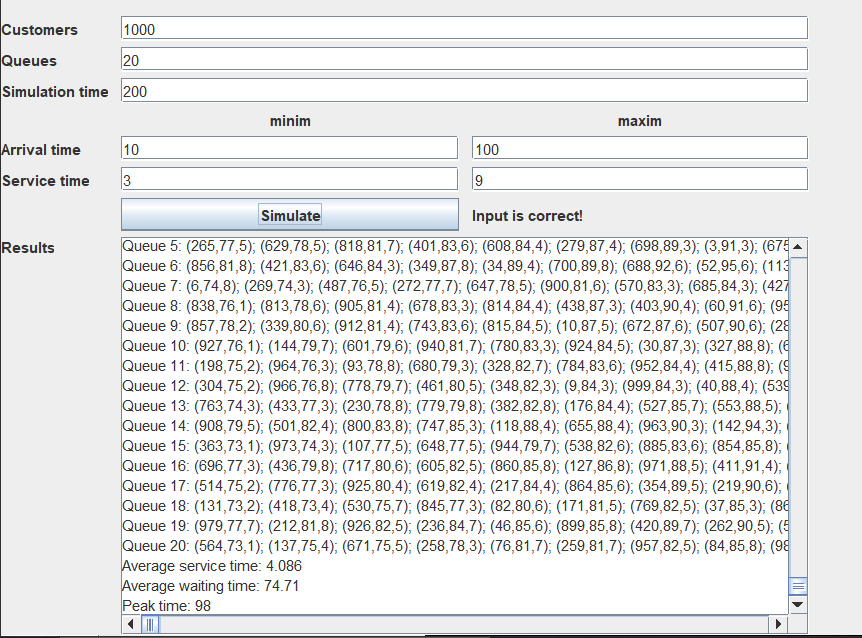 Customers 1000
Queues 20
Simulation time 200
minim maxim
Arrival time 10 100
Service time 3 9
Simulate Input is correct!
Results
Queue 5: (265,77,5); (629,78,5); (818,81,7); (401,83,6); (608,84,4); (279,87,4); (698,89,3); (3,91,3); (675
Queue 6: (856,81,8); (421,83,6); (646,84,3); (349,87,8); (34,89,4); (700,89,8); (688,92,6); (52,95,6); (113
Queue 7: (6,74,8); (269,74,3); (487,76,5); (272,77,7); (647,78,5); (900,81,6); (570,83,3); (685,84,3); (427
Queue 8: (838,76,1); (813,78,6); (905,81,4); (678,83,3); (814,84,4); (438,87,3); (403,90,4); (60,91,6); (95
Queue 9: (857,78,2); (339,80,6); (912,81,4); (743,83,6); (815,84,5); (10,87,5); (672,87,6); (507,90,6); (28
Queue 10: (927,76,1); (144,79,7); (601,79,6); (940,81,7); (780,83,3); (924,84,5); (30,87,3); (327,88,8); (6
Queue 11: (198,75,2); (964,76,3); (93,78,8); (680,79,3); (328,82,7); (784,83,6); (952,84,4); (415,88,8); (9
Queue 12: (304,75,2); (966,76,8); (778,79,7); (461,80,5); (348,82,3); (9,84,3); (999,84,3); (40,88,4); (539
Queue 13: (763,74,3); (433,77,3); (230,78,8); (779,79,8); (382,82,8); (176,84,4); (527,85,7); (553,88,5); (
Queue 14: (908,79,5); (501,82,4); (800,83,8); (747,85,3); (118,88,4); (655,88,4); (963,90,3); (142,94,3); (
Queue 15: (363,73,1); (973,74,3); (107,77,5); (648,77,5); (944,79,7); (538,82,6); (885,83,6); (854,85,8); (
Queue 16: (696,77,3); (436,79,8); (717,80,6); (605,82,5); (860,85,8); (127,86,8); (971,88,5); (411,91,4); (
Queue 17: (514,75,2); (776,77,3); (925,80,4); (619,82,4); (217,84,4); (864,85,6); (354,89,5); (219,90,6); (
Queue 18: (131,73,2); (418,73,4); (530,75,7); (845,77,3); (82,80,6); (171,81,5); (769,82,5); (37,85,3); (86
Queue 19: (979,77,7); (212,81,8); (926,82,5); (236,84,7); (46,85,6); (899,85,8); (420,89,7); (262,90,5); (5
Queue 20: (564,73,1); (137,75,4); (671,75,5); (258,78,3); (76,81,7); (259,81,7); (957,82,5); (84,85,8); (98
Average service time: 4.086
Average waiting time: 74.71
Peak time: 98